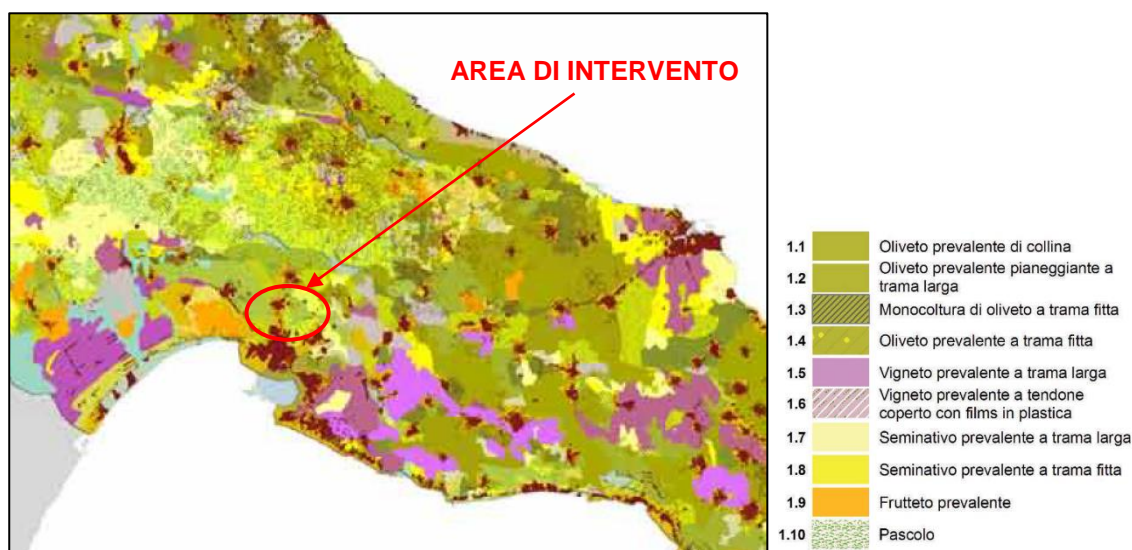 AREA DI INTERVENTO
1.1 Oliveto prevalente di collina
1.2 Oliveto prevalente pianeggiante a
trama larga
1.3 Monocoltura di oliveto a trama fitta
1.4 Oliveto prevalente a trama fitta
1.5 Vigneto prevalente a trama larga
1.6 Vigneto prevalente a tendone
coperto con films in plastica
1.7 Seminativo prevalente a trama larga
1.8 Seminativo prevalente a trama fitta
1.9 Frutteto prevalente
1.10 Pascolo